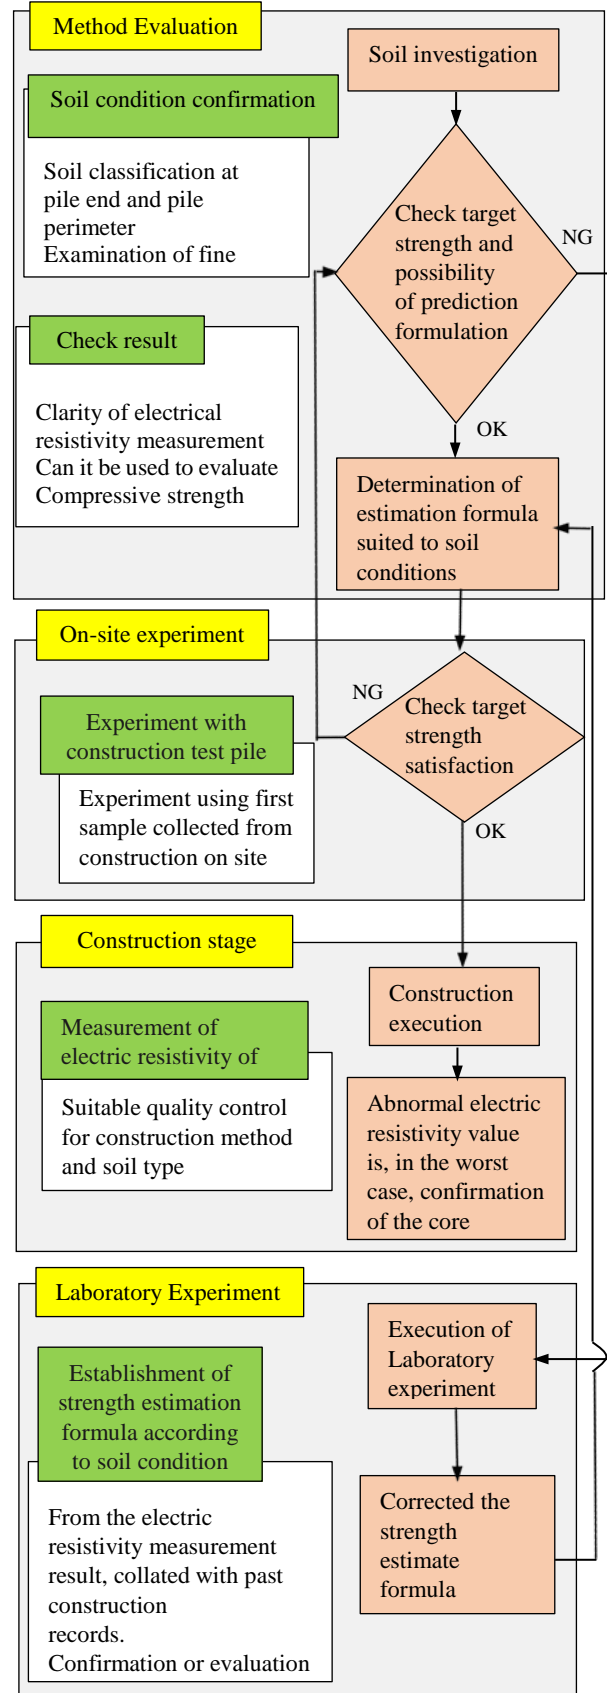 Method Evaluation
Soil investigation
Soil condition confirmation
Soil classification at
pile end and pile
perimeter
Examination of fine
Check target
strength and
possibility
of prediction
formulation
NG
Check result
Clarity of electrical
resistivity measurement
Can it be used to evaluate
Compressive strength
OK
Determination of
estimation formula
suited to soil
conditions
On-site experiment
NG
Check target
strength
satisfaction
Experiment with
construction test pile
Experiment using first
sample collected from
construction on site
OK
Construction stage
Construction
execution
Measurement of
electric resistivity of
Suitable quality control
for construction method
and soil type
Abnormal electric
resistivity value
is, in the worst
case, confirmation
of the core
Laboratory Experiment
Execution of
Laboratory
experiment
Establishment of
strength estimation
formula according
to soil condition
From the electric
resistivity measurement
result, collated with past
construction
records.
Confirmation or evaluation
Corrected the
strength
estimate
formula